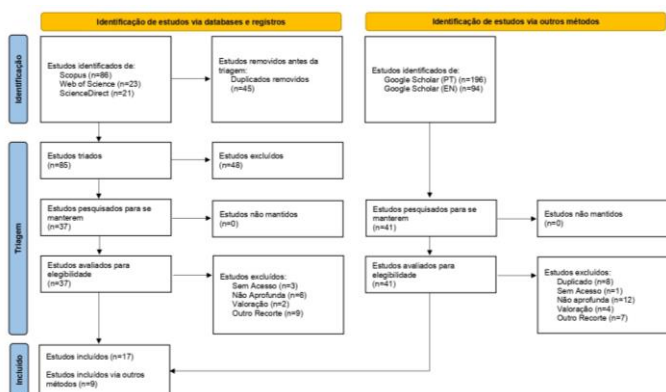 Identificação de estudos via databases e registros
Identificação de estudos via outros métodos
Identificação
Estudos identificados de:
Scopus (n=86)
Web of Science (n=23)
ScienceDirect (n=21)
Estudos removidos antes da
triagem:
Duplicados removidos
(n=45)
Estudos identificados de:
Google Scholar (PT) (n=196)
Google Scholar (EN) (n=94)
Triagem
Estudos triados
(n=85)
Estudos excluídos
(n=48)
Estudos pesquisados para se
manterem
(n=37)
Estudos não mantidos
(n=0)
Estudos pesquisados para se
manterem
(n=41)
Estudos não mantidos
(n=0)
Estudos avaliados para
elegibilidade
(n=37)
Estudos excluídos:
Sem Acesso (n=3)
Não Aprofunda (n=6)
Valoração (n=2)
Outro Recorte (n=9)
Estudos avaliados para
elegibilidade
(n=41)
Estudos excluídos:
Duplicado (n=8)
Sem Acesso (n=1)
Não aprofunda (n=12)
Valoração (n=4)
Outro Recorte (n=7)
Incluído
Estudos incluídos (n=17)
Estudos incluídos via outros
métodos (n=9)